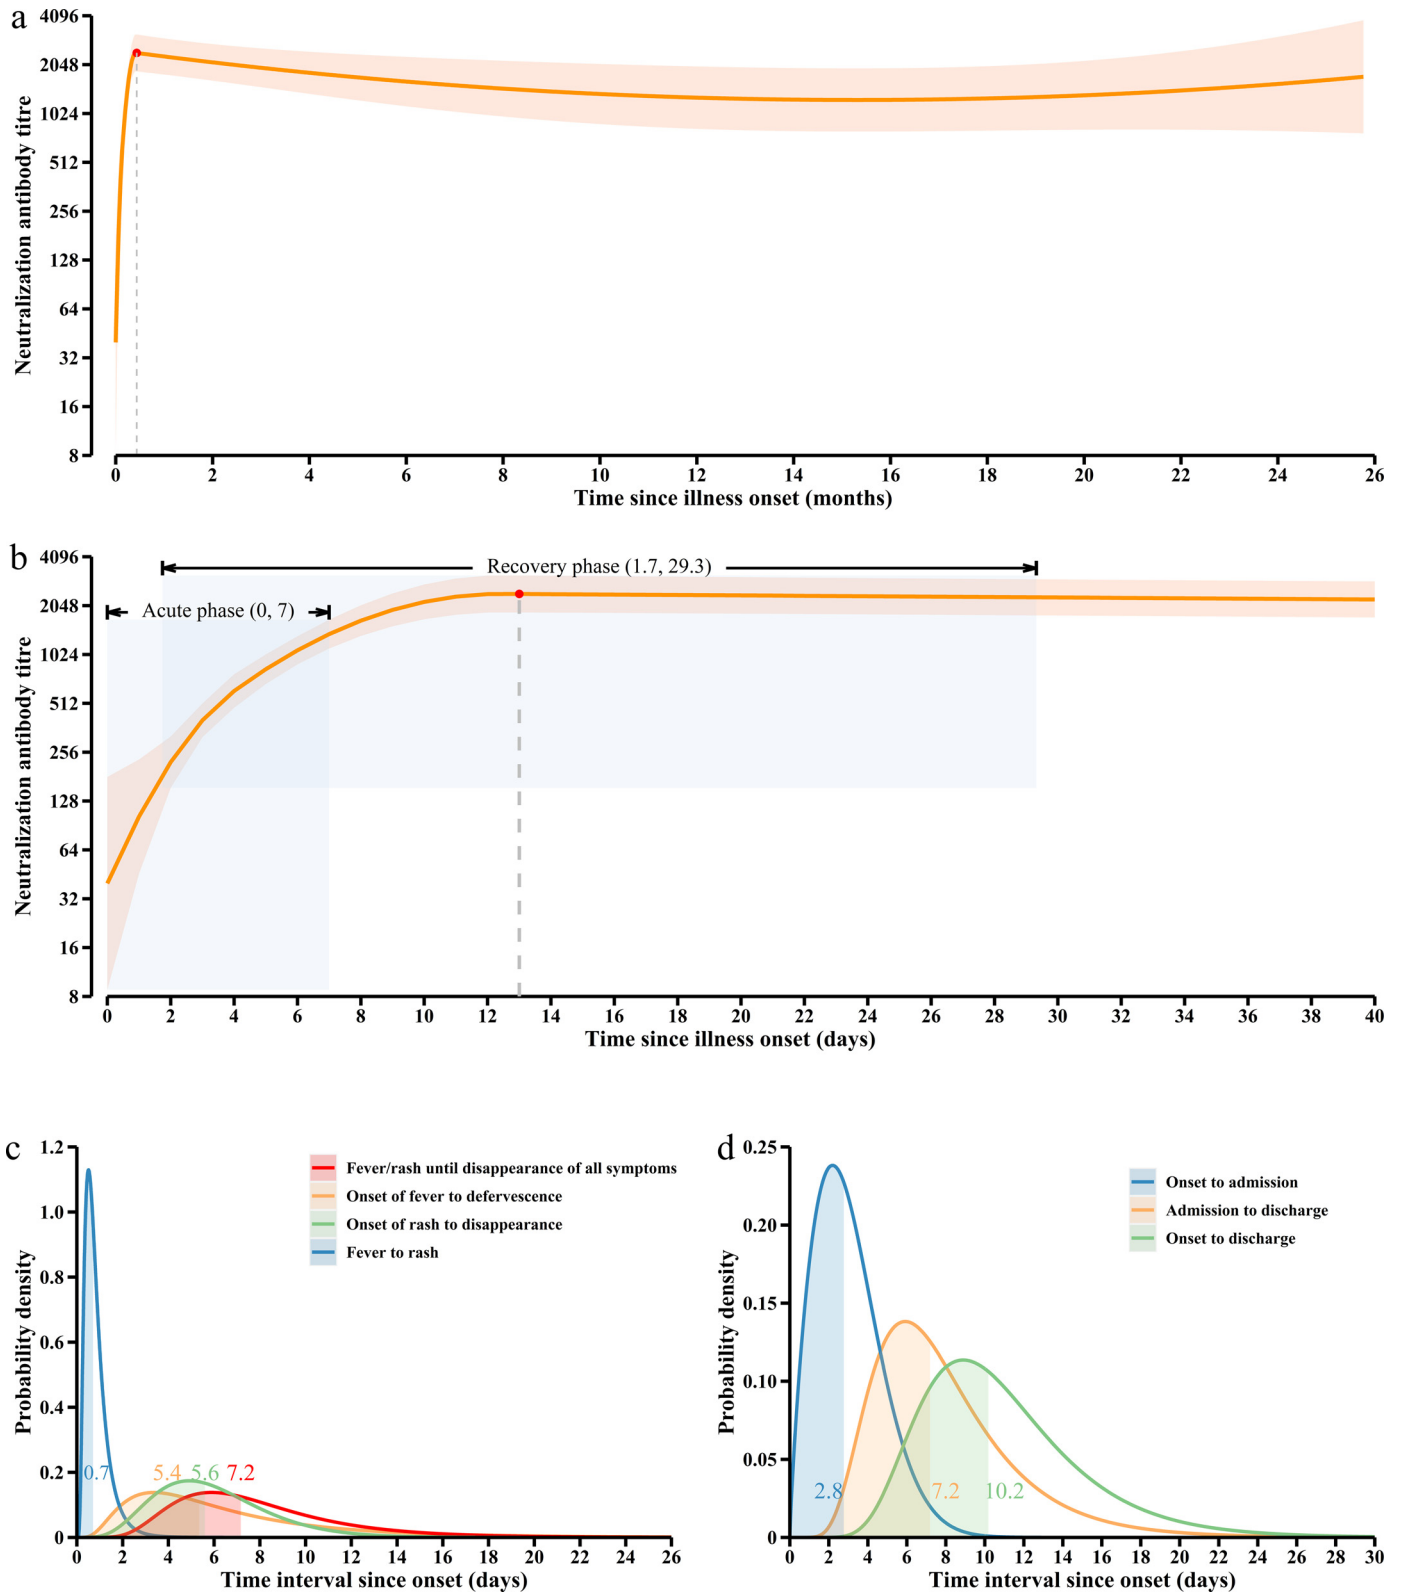 a
Neutralization antibody titre
4096
2048
1024
512
256
128
64
32
16
8
0 2 4 6 8 10 12 14 16 18 20 22 24 26
Time since illness onset (months)
b
Neutralization antibody titre
4096
2048
1024
512
256
128
64
32
16
8
Recovery phase (1.7, 29.3)
Acute phase (0, 7)
0 2 4 6 8 10 12 14 16 18 20 22 24 26 28 30 32 34 36 38 40
Time since illness onset (days)
c
Probability density
1.2
1.0
0.8
0.6
0.4
0.2
0
Fever/rash until disappearance of all symptoms
Onset of fever to defervescence
Onset of rash to disappearance
Fever to rash
0.7 5.4 5.6 7.2
0 2 4 6 8 10 12 14 16 18 20 22 24 26
Time interval since onset (days)
d
Probability density
0.25
0.20
0.15
0.10
0.05
0
Onset to admission
Admission to discharge
Onset to discharge
2.8 7.2 10.2
0 2 4 6 8 10 12 14 16 18 20 22 24 26 28 30
Time interval since onset (days)